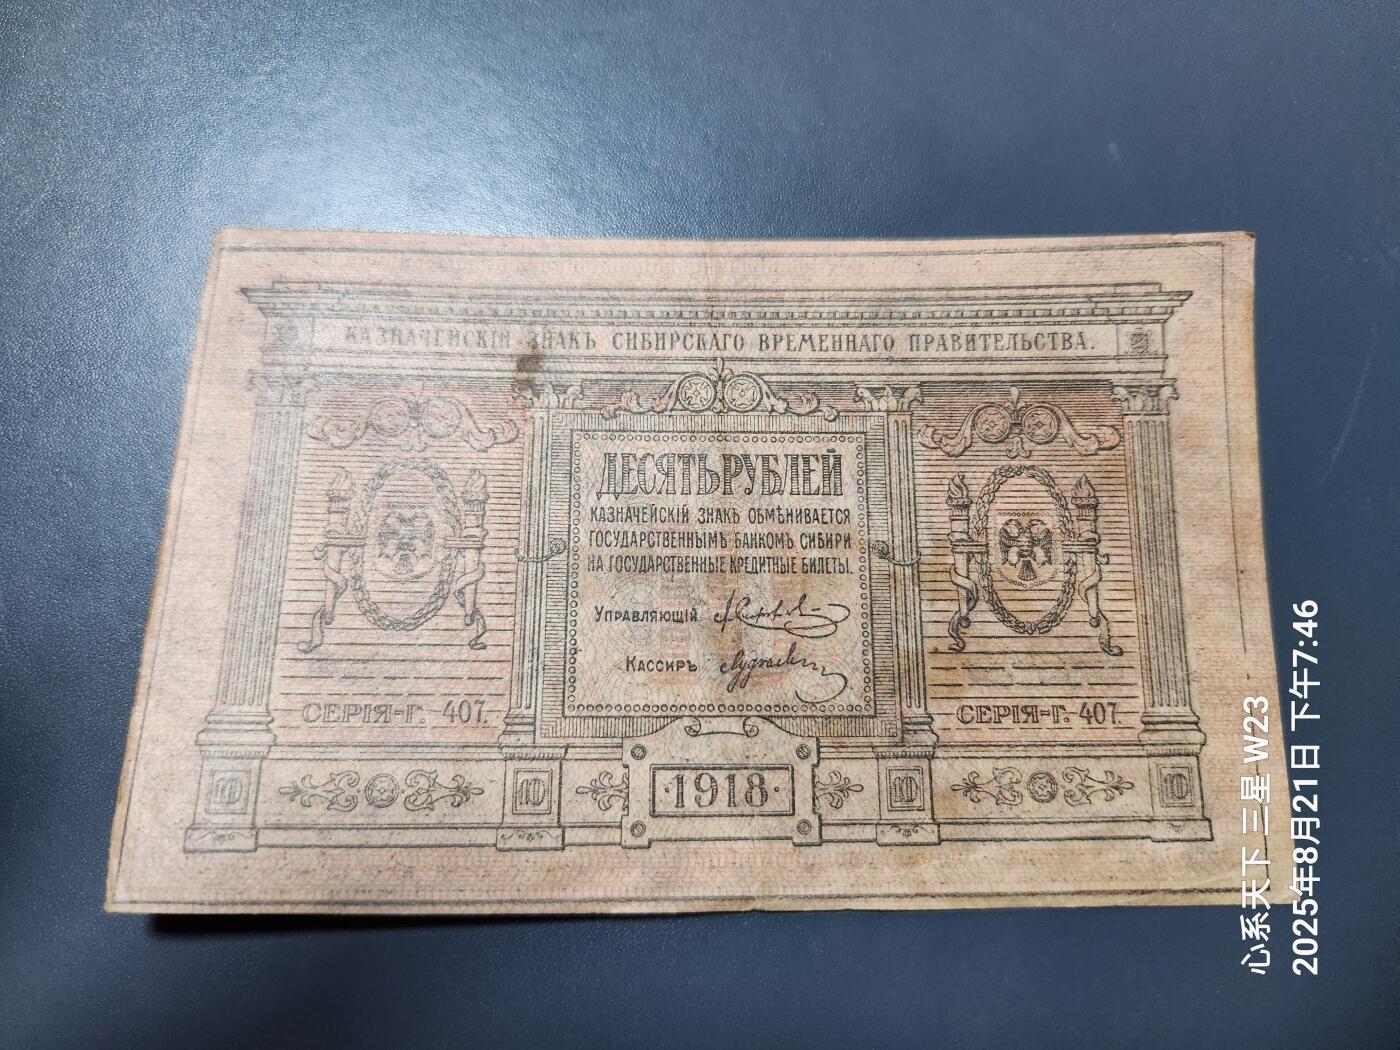 КАЗНАЧЕЙСКІЙ ЗНАКЪ СИБИРСКАГО ВРЕМЕННАГО ПРАВИТЕЛЬСТВА.
ДЕСЯТЬ РУБЛЕЙ
КАЗНАЧЕЙСКІЙ ЗНАКЪ ОБМѢНИВАЕТСЯ
ГОСУДАРСТВЕННЫМЪ БАНКОМЪ СИБИРИ
НА ГОСУДАРСТВЕННЫЕ КРЕДИТНЫЕ БИЛЕТЫ.
УПРАВЛЯЮЩІЙ
КАССИРЪ
СЕРІЯ-Г. 407.
СЕРІЯ-Г. 407.
10
10
·1918·
10
10
心系天下三星 W23
2025年8月21日 下午7:46